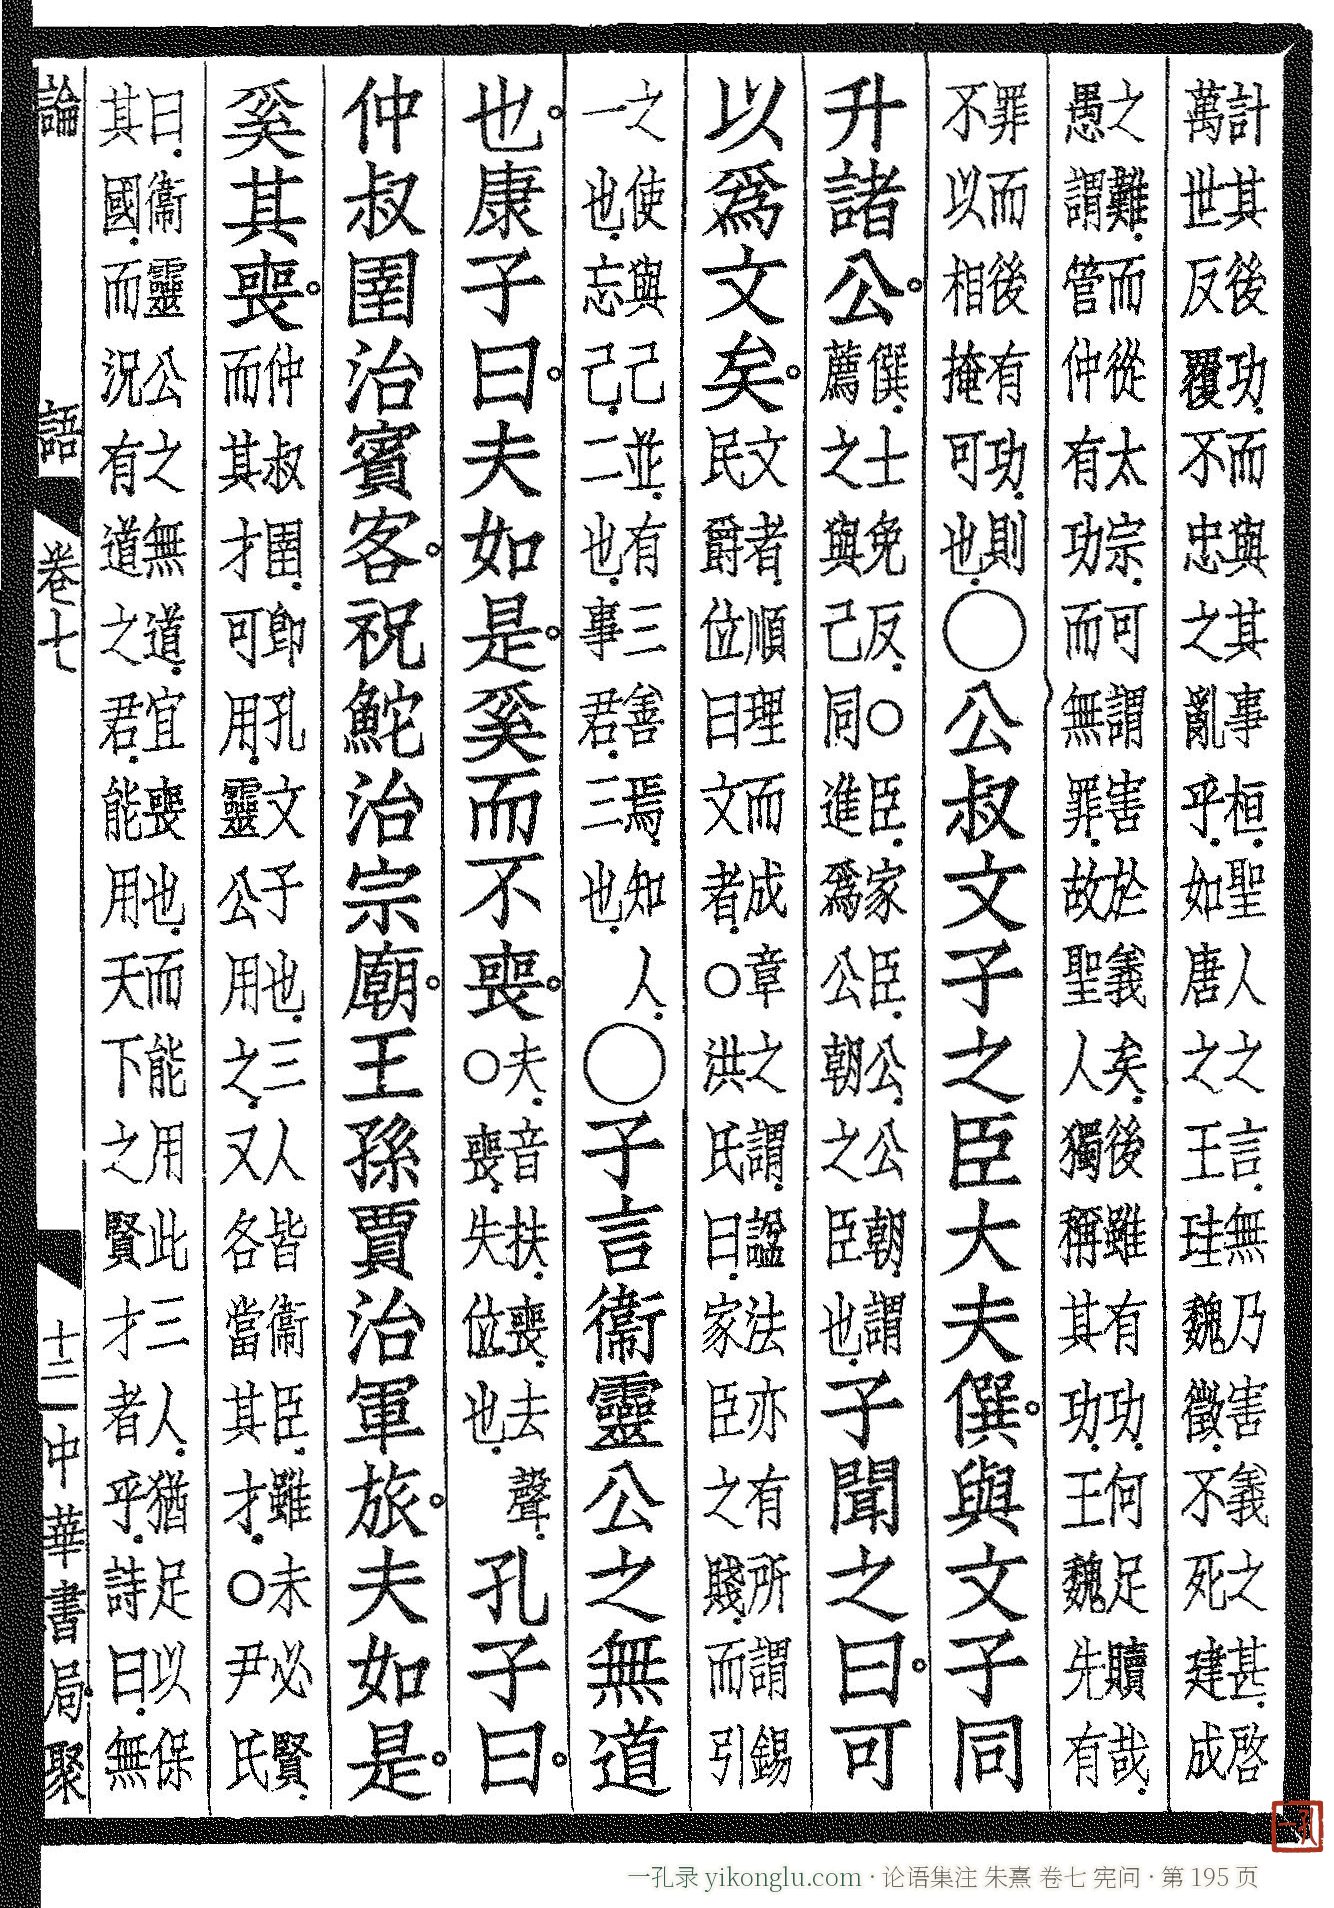 計其後功而與其事桓聖人之言無乃害義之甚啓
萬世反覆不忠之亂乎如唐之王珪魏徵不死建成
之難而從太宗可謂害於義矣後雖有功何足贖哉
愚謂管仲有功而無罪故聖人獨稱其功王魏先有
罪而後有功則
不以相掩可也
○公叔文子之臣大夫僎與文子同
升諸公
僎士免反○臣家臣公公朝謂
薦之與己同進爲公朝之臣也
子聞之曰可
以爲文矣
文者順理而成章之謂諡法亦有所謂錫
民爵位曰文者○洪氏曰家臣之賤而引
之使與己並有三善焉知人
一也忘己二也事君三也
○子言衞靈公之無道
也康子曰夫如是奚而不喪
夫音扶喪去聲
○喪失位也
孔子曰
仲叔圉治賓客祝鮀治宗廟王孫賈治軍旅夫如是
奚其喪
仲叔圉卽孔文子也三人皆衞臣雖未必賢
而其才可用靈公用之又各當其才○尹氏
曰衞靈公之無道宜喪也而能用此三人猶足以保
其國而況有道之君能用天下之賢才者乎詩曰無
論語 卷七 十二 中華書局聚
一孔录 yikonglu.com · 论语集注 朱熹 卷七 宪问 · 第 195 页